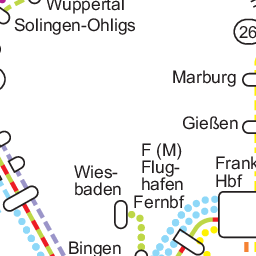 Wuppertal
Solingen-Ohligs
26
Marburg
Gießen
F (M)
Flug-
hafen
Fernbf
Wies-
baden
Frank
Hbf
Bingen